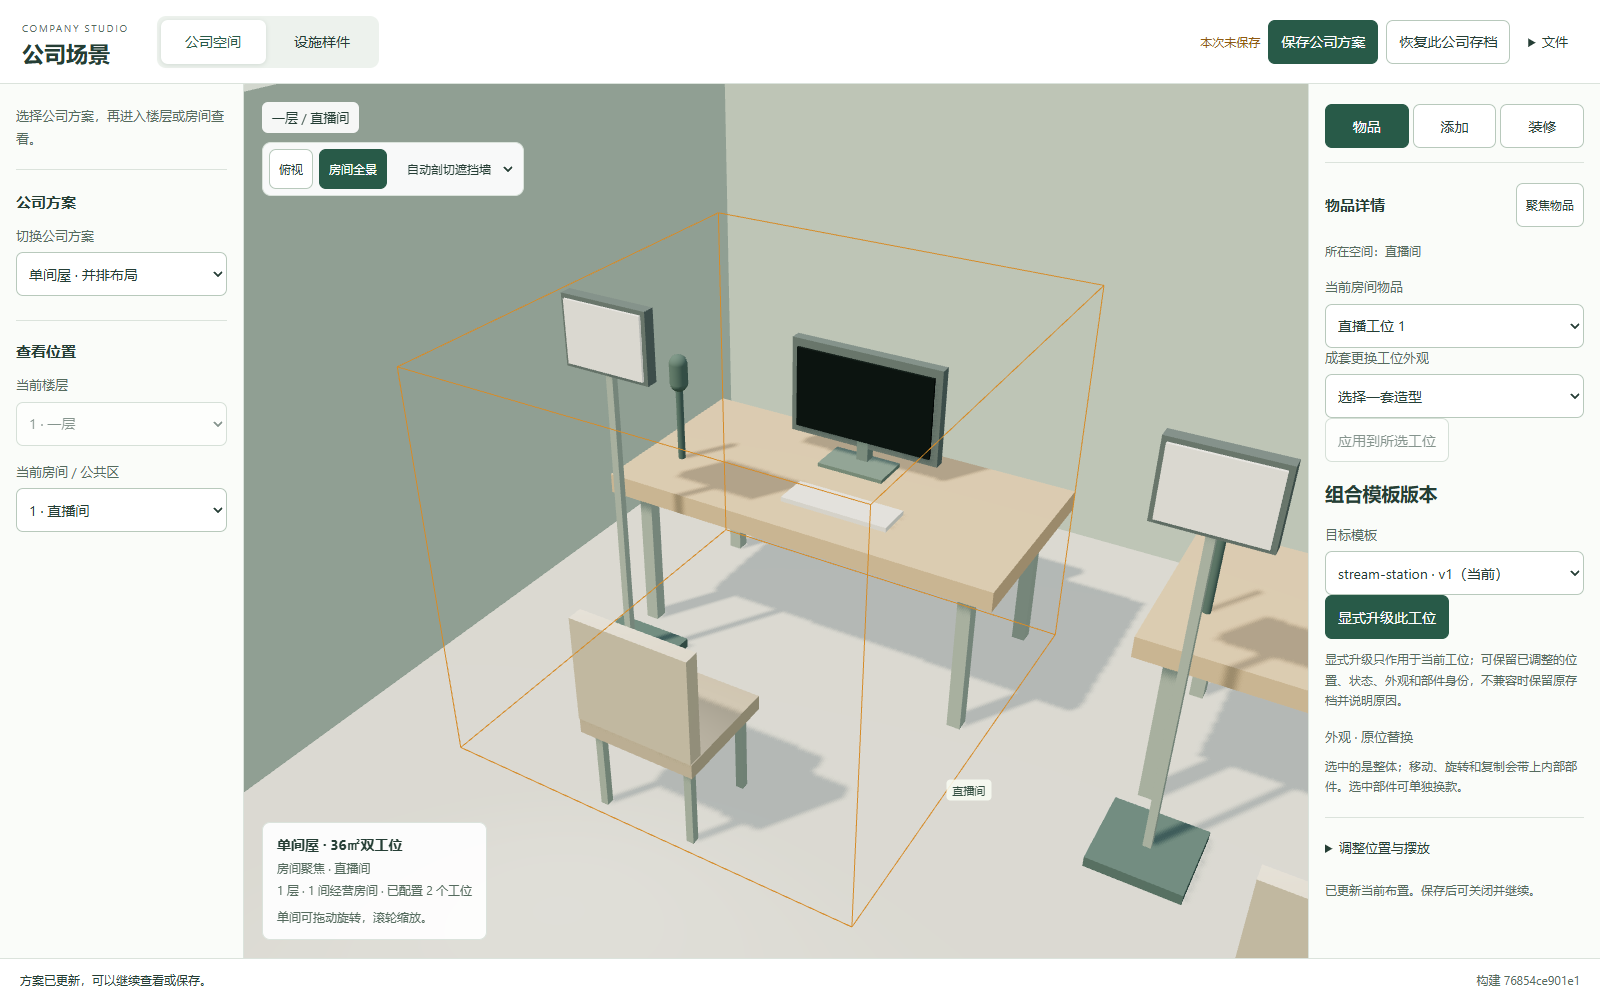 COMPANY STUDIO
公司场景
公司空间
设施样件
本次未保存
保存公司方案
恢复此公司存档
▶ 文件
选择公司方案，再进入楼层或房间查
看。
公司方案
切换公司方案
单间屋 · 并排布局
查看位置
当前楼层
1 · 一层
当前房间 / 公共区
1 · 直播间
一层 / 直播间
俯视
房间全景
自动剖切遮挡墙
直播间
单间屋 · 36㎡双工位
房间聚焦 · 直播间
1 层 · 1 间经营房间 · 已配置 2 个工位
单间可拖动旋转，滚轮缩放。
物品
添加
装修
物品详情
聚焦物品
所在空间：直播间
当前房间物品
直播工位 1
成套更换工位外观
选择一套造型
应用到所选工位
组合模板版本
目标模板
stream-station · v1（当前）
显式升级此工位
显式升级只作用于当前工位；可保留已调整的位
置、状态、外观和部件身份，不兼容时保留原存
档并说明原因。
外观 · 原位替换
选中的是整体；移动、旋转和复制会带上内部部
件。选中部件可单独换款。
▶ 调整位置与摆放
已更新当前布置。保存后可关闭并继续。
方案已更新，可以继续查看或保存。
构建 76854ce901e1